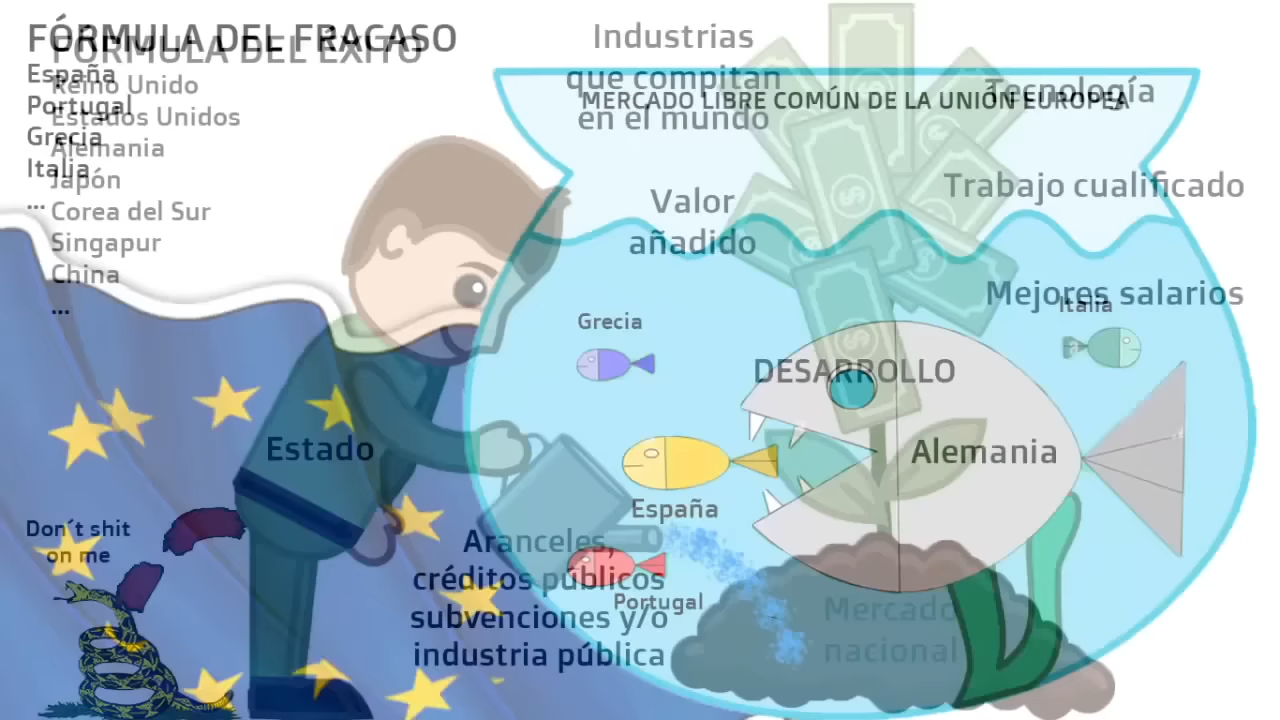 FÓRMULA DEL FRACASO
España
Portugal
Grecia
Italia
...
FÓRMULA DEL ÉXITO
Reino Unido
Estados Unidos
Alemania
Japón
Corea del Sur
Singapur
China
...
Industrias
que compitan
en el mundo
MERCADO LIBRE COMÚN DE LA UNIÓN EUROPEA
Tecnología
Trabajo cualificado
Valor
añadido
Mejores salarios
Italia
Grecia
DESARROLLO
Estado
Alemania
España
Don´t shit
on me
Aranceles,
créditos públicos
subvenciones y/o
industria pública
Portugal
Mercado
nacional